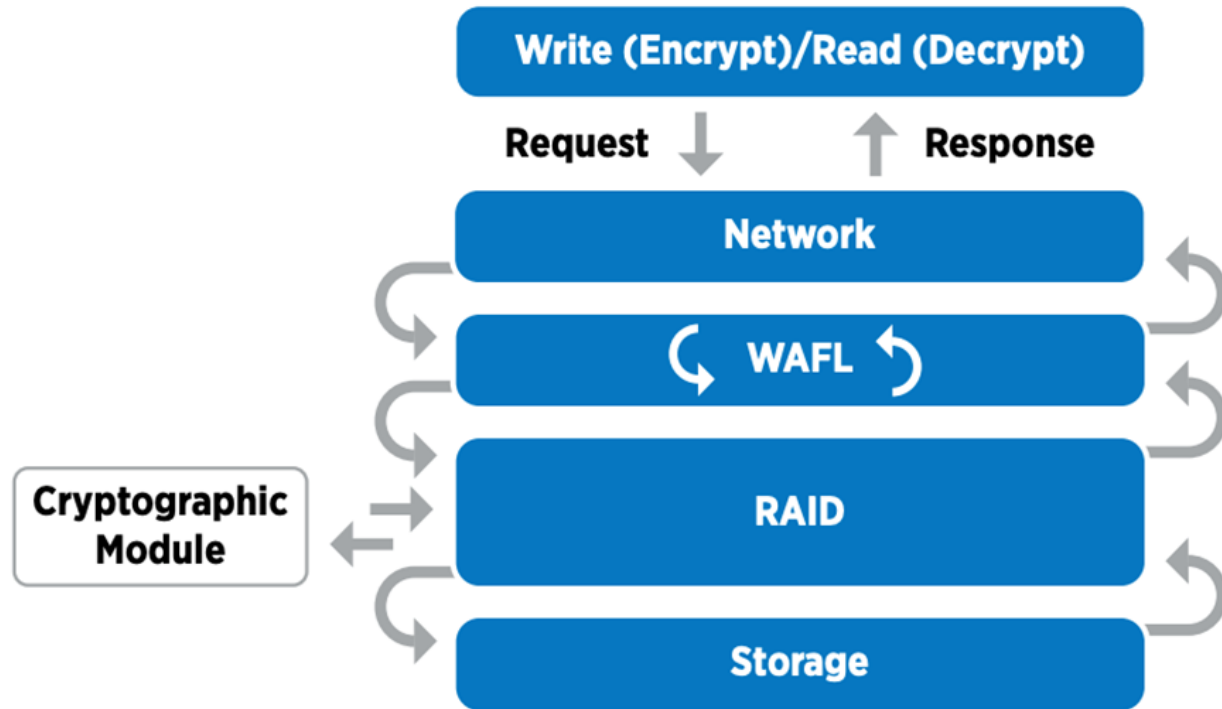 Write (Encrypt)/Read (Decrypt)
Request
Response
Network
WAFL
RAID
Cryptographic
Module
Storage